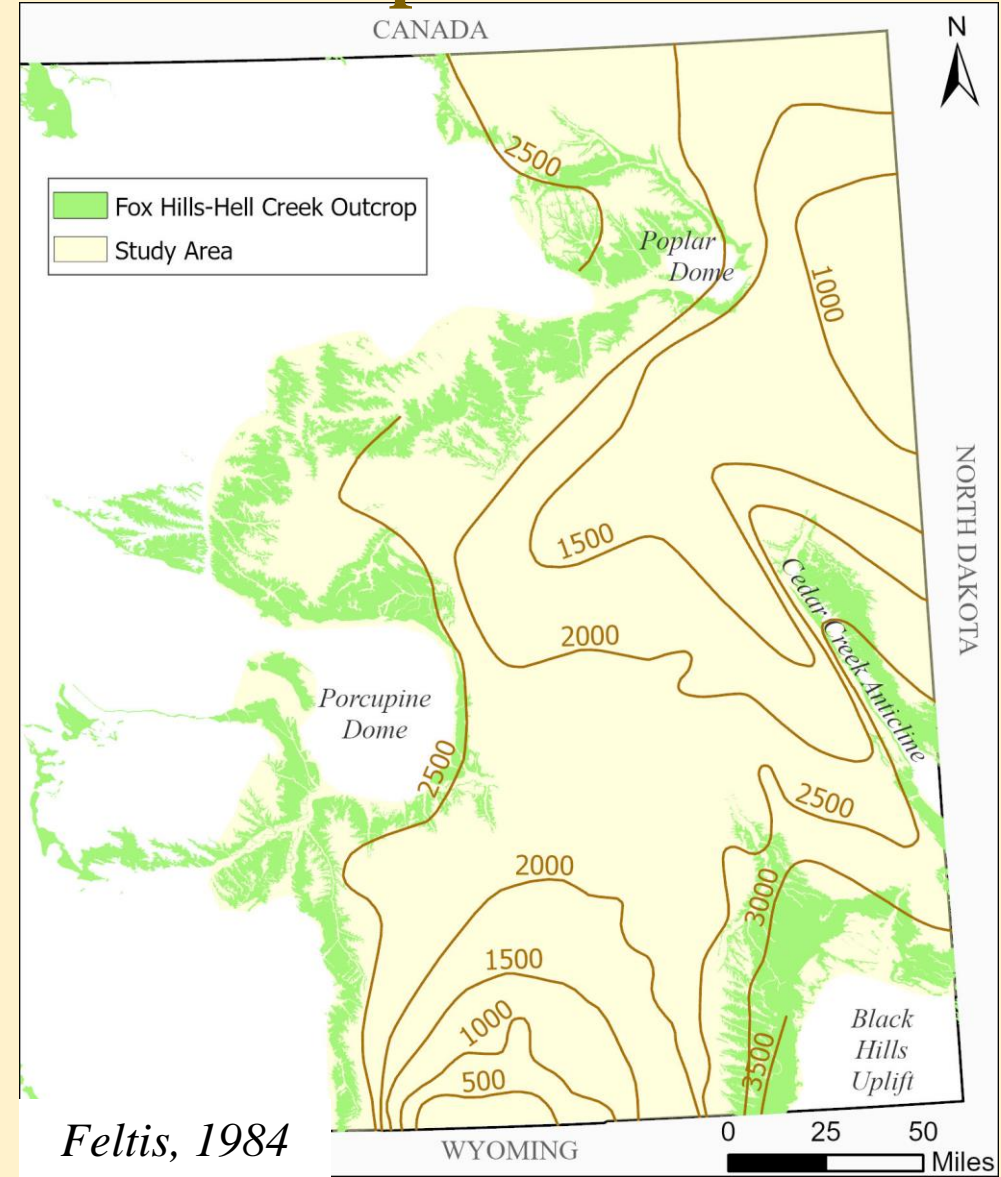 CANADA
N
2500
Fox Hills-Hell Creek Outcrop
Study Area
Poplar
Dome
1000
NORTH DAKOTA
1500
Cedar Creek Anticline
2000
Porcupine
Dome
2500
2500
2000
3000
1500
1000
Black
Hills
Uplift
3500
500
Feltis, 1984
WYOMING
0 25 50
Miles